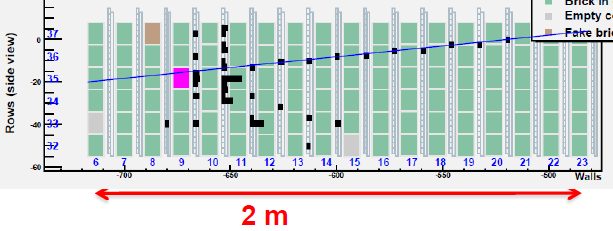 Brick in
Empty c
Fake bric
Rows (side view)
37
0
36
35
-20
34
33
-40
32
-60
6 7 8 9 10 11 12 13 14 15 16 17 18 19 20 21 22 23
-700 -650 -600 -550 -500 Walls
2 m